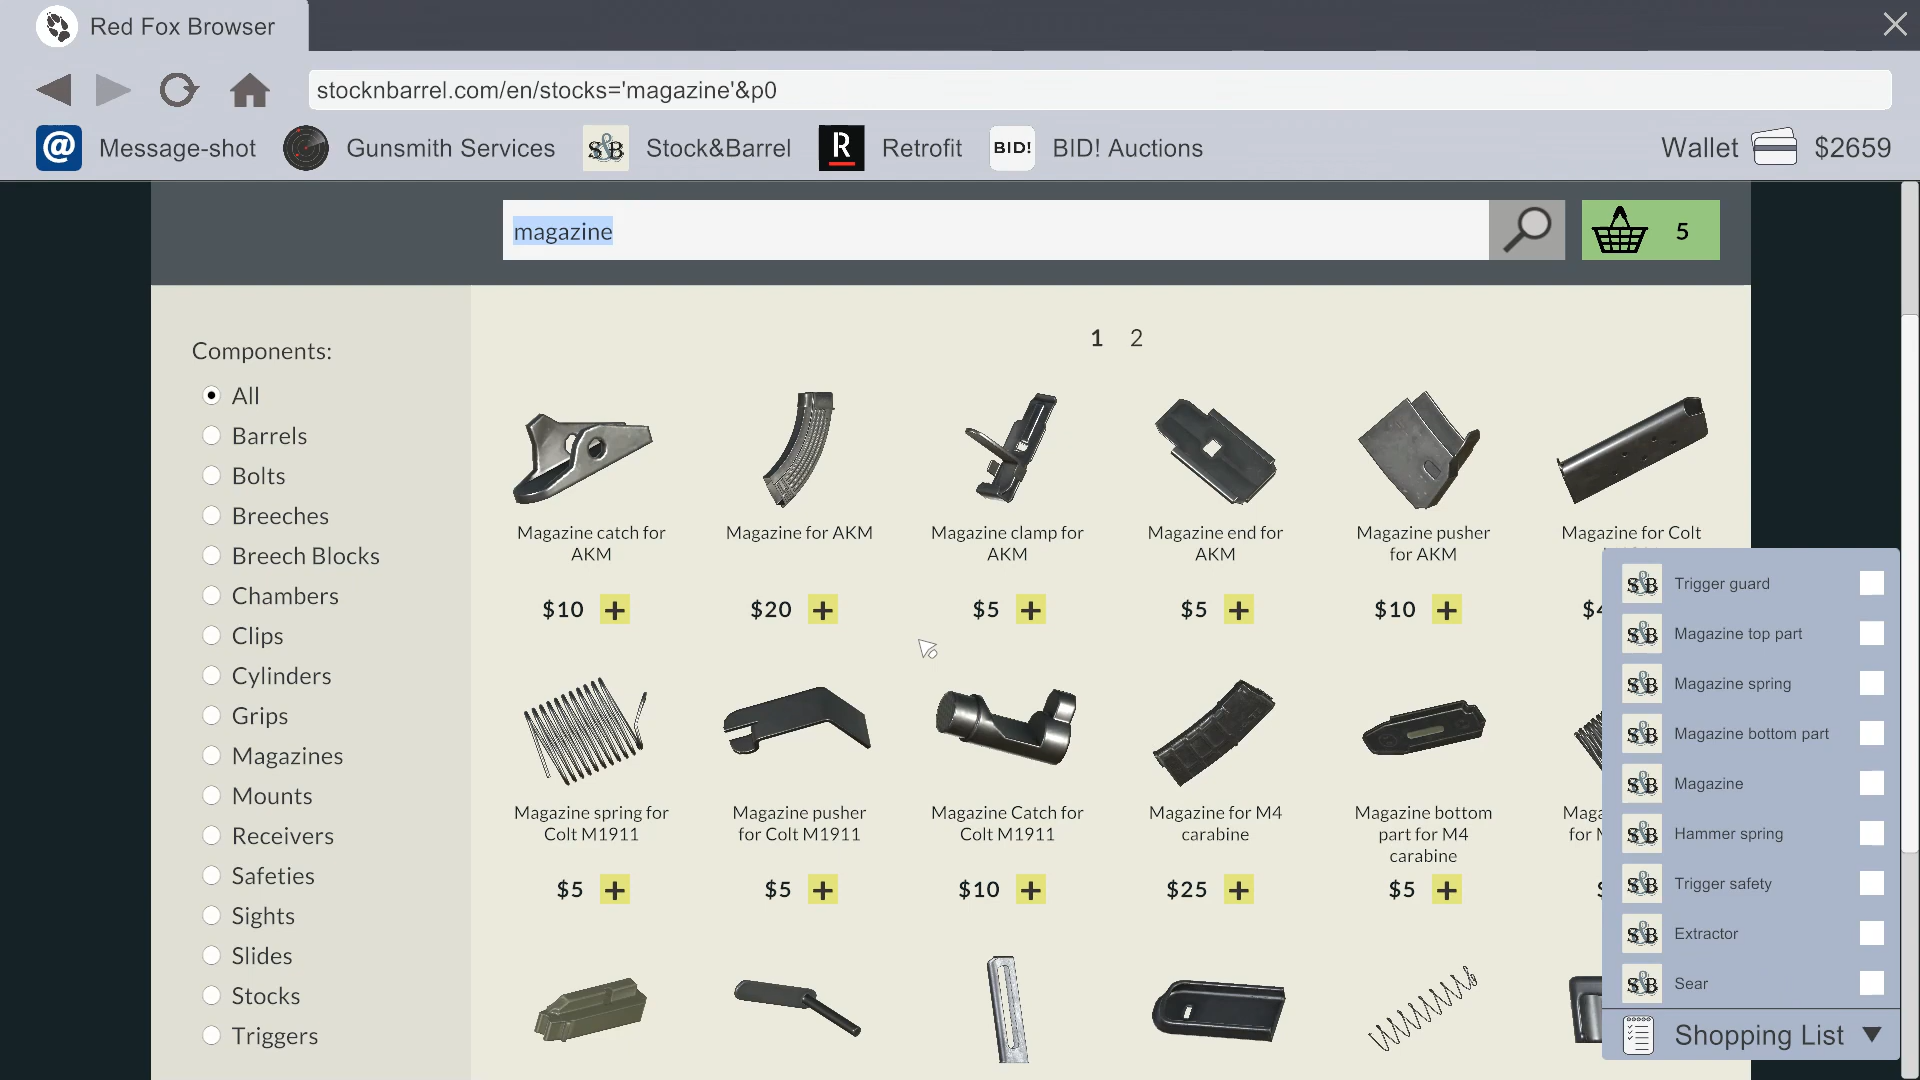 Red Fox Browser
stocknbarrel.com/en/stocks='magazine'&p0
@ Message-shot Gunsmith Services S&B Stock&Barrel R Retrofit BID! BID! Auctions Wallet $2659
magazine
5
Components:
All
Barrels
Bolts
Breeches
Breech Blocks
Chambers
Clips
Cylinders
Grips
Magazines
Mounts
Receivers
Safeties
Sights
Slides
Stocks
Triggers
1 2
Magazine catch for
AKM
$10 +
Magazine for AKM
$20 +
Magazine clamp for
AKM
$5 +
Magazine end for
AKM
$5 +
Magazine pusher
for AKM
$10 +
Magazine for Colt
Magazine spring for
Colt M1911
$5 +
Magazine pusher
for Colt M1911
$5 +
Magazine Catch for
Colt M1911
$10 +
Magazine for M4
carabine
$25 +
Magazine bottom
part for M4
carabine
$5 +
S&B Trigger guard
S&B Magazine top part
S&B Magazine spring
S&B Magazine bottom part
S&B Magazine
S&B Hammer spring
S&B Trigger safety
S&B Extractor
S&B Sear
Shopping List